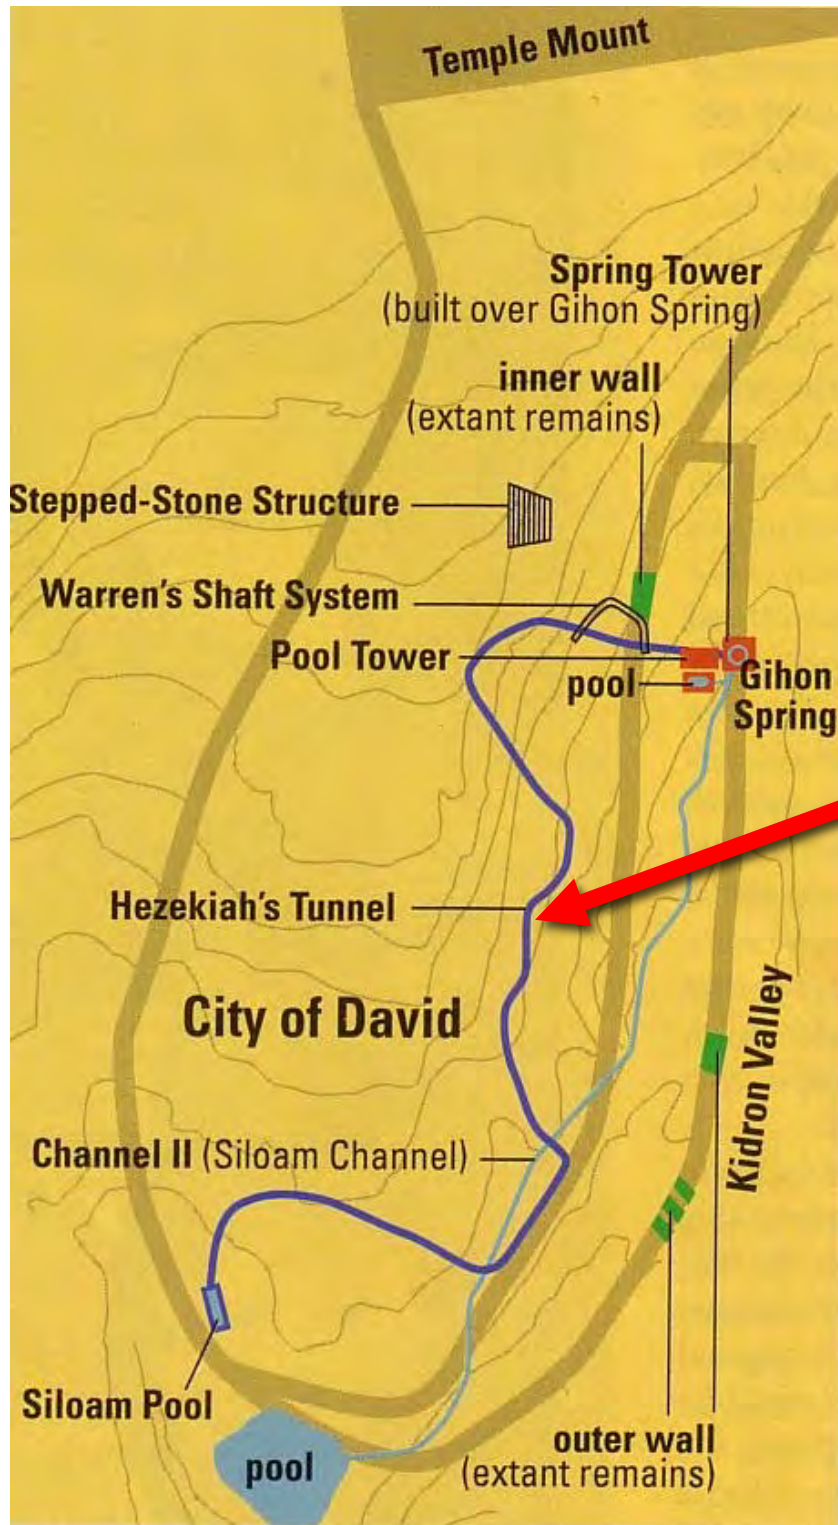 Temple Mount
Spring Tower
(built over Gihon Spring)
inner wall
(extant remains)
Stepped-Stone Structure
Warren's Shaft System
Pool Tower
pool
Gihon
Spring
Hezekiah's Tunnel
City of David
Kidron Valley
Channel II (Siloam Channel)
Siloam Pool
pool
outer wall
(extant remains)